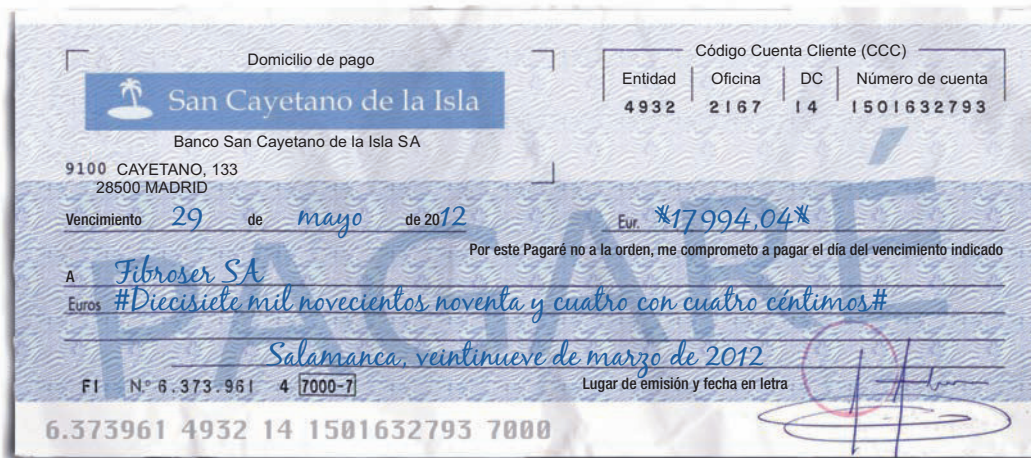 Domicilio de pago
San Cayetano de la Isla
Banco San Cayetano de la Isla SA
9100 CAYETANO, 133
28500 MADRID
Código Cuenta Cliente (CCC)
Entidad Oficina DC Número de cuenta
4932 2167 14 1501632793
PAGARÉ
Vencimiento 29 de mayo de 2012 Eur. *17994,04*
Por este Pagaré no a la orden, me comprometo a pagar el día del vencimiento indicado
A Fibroser SA
Euros #Diecisiete mil novecientos noventa y cuatro con cuatro céntimos#
Salamanca, veintinueve de marzo de 2012
FI N.º 6.373.961 4 7000-7 Lugar de emisión y fecha en letra
6.373961 4932 14 1501632793 7000